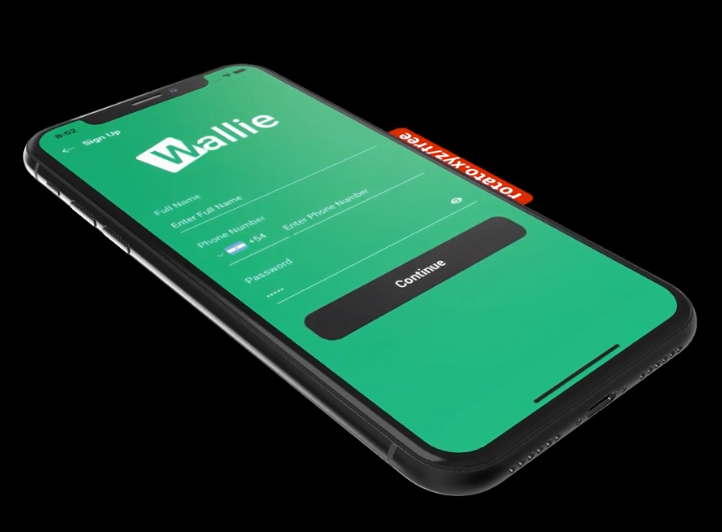 8:52
Sign Up
Wallie
Full Name
Enter Full Name
Phone Number
+54 Enter Phone Number
Password
Continue
rotato.xyz/free